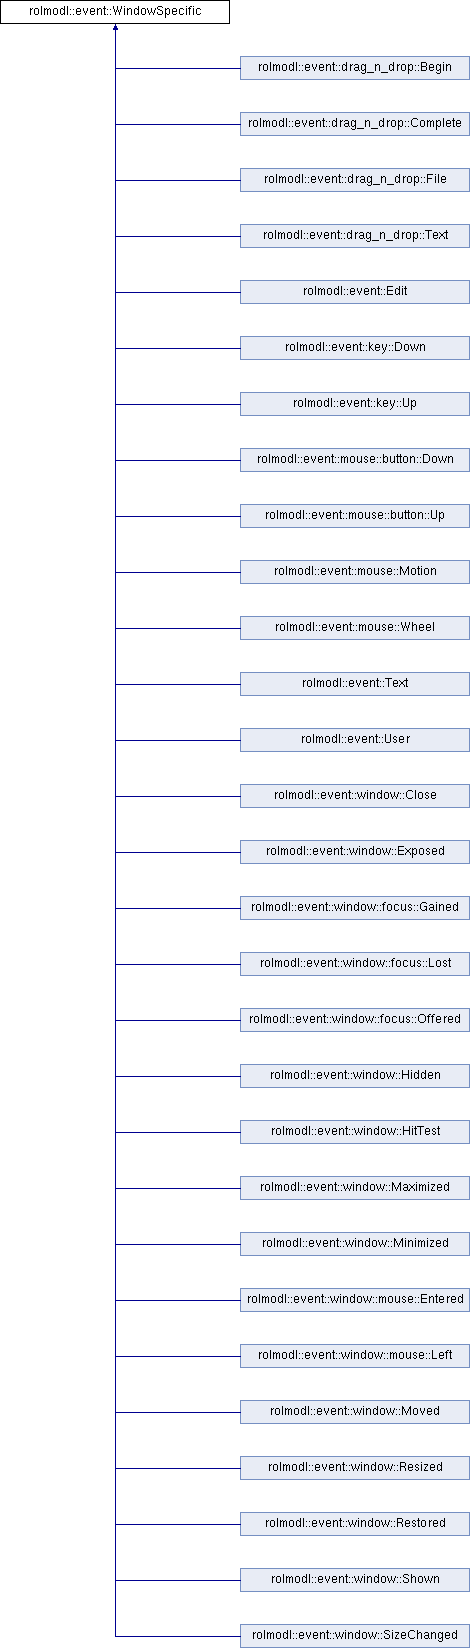 rolmodl::event::WindowSpecific
rolmodl::event::drag_n_drop::Begin
rolmodl::event::drag_n_drop::Complete
rolmodl::event::drag_n_drop::File
rolmodl::event::drag_n_drop::Text
rolmodl::event::Edit
rolmodl::event::key::Down
rolmodl::event::key::Up
rolmodl::event::mouse::button::Down
rolmodl::event::mouse::button::Up
rolmodl::event::mouse::Motion
rolmodl::event::mouse::Wheel
rolmodl::event::Text
rolmodl::event::User
rolmodl::event::window::Close
rolmodl::event::window::Exposed
rolmodl::event::window::focus::Gained
rolmodl::event::window::focus::Lost
rolmodl::event::window::focus::Offered
rolmodl::event::window::Hidden
rolmodl::event::window::HitTest
rolmodl::event::window::Maximized
rolmodl::event::window::Minimized
rolmodl::event::window::mouse::Entered
rolmodl::event::window::mouse::Left
rolmodl::event::window::Moved
rolmodl::event::window::Resized
rolmodl::event::window::Restored
rolmodl::event::window::Shown
rolmodl::event::window::SizeChanged